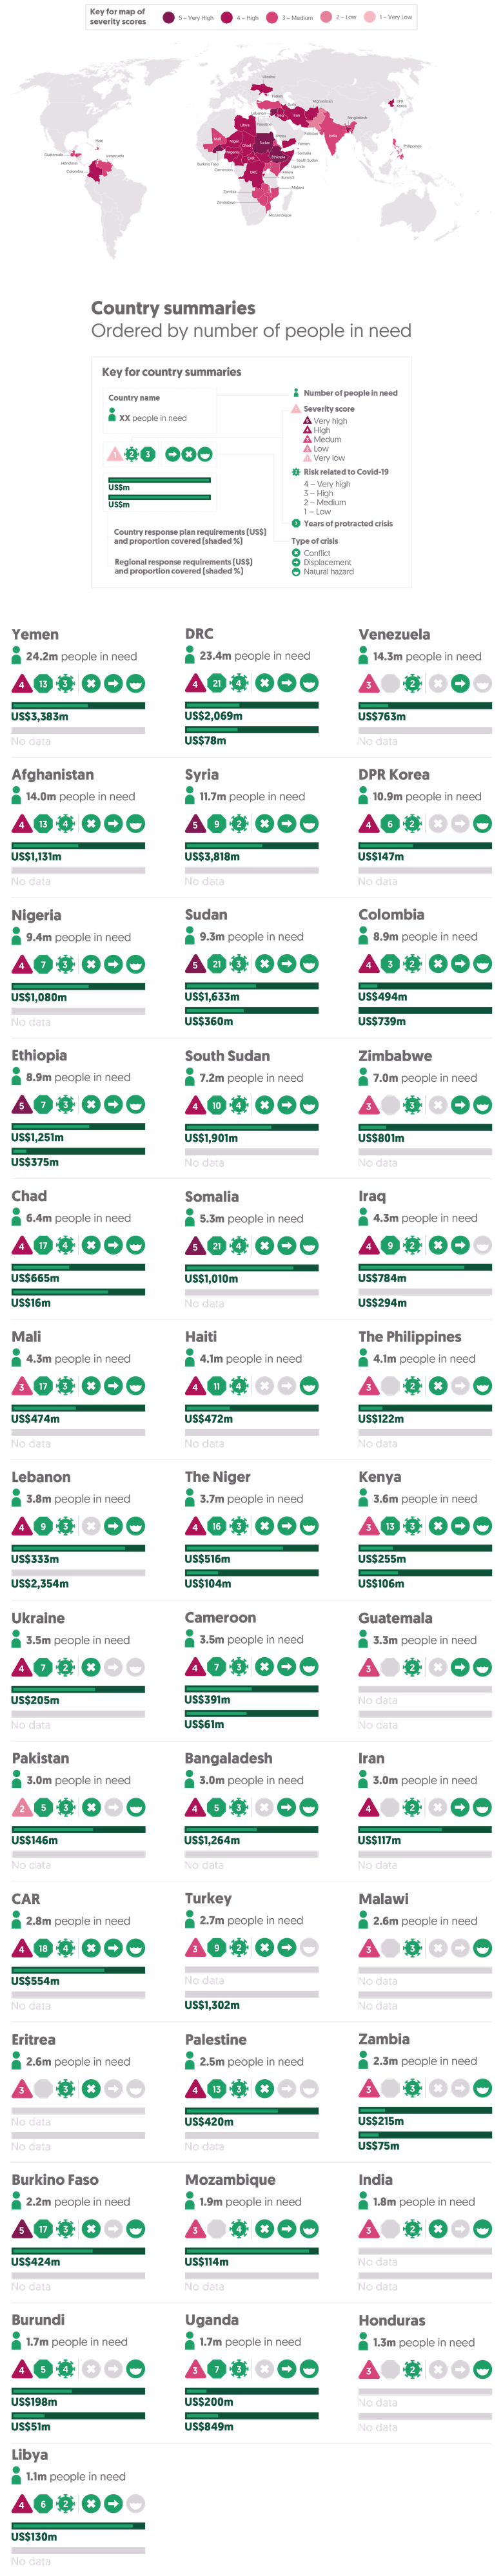 Key for map of
severity scores
5 – Very High
4 – High
3 – Medium
2 – Low
1 – Very Low
Ukraine
Turkey
Syria
Lebanon
Palestine
Afghanistan
DPR
Korea
Bangladesh
Iraq
Iran
Pakistan
India
Philippines
Libya
Mali
Niger
Chad
Sudan
Eritrea
Yemen
Nigeria
CAR
Ethiopia
Somalia
South Sudan
Uganda
Burkina Faso
Cameroon
DRC
Kenya
Burundi
Malawi
Zambia
Zimbabwe
Mozambique
Haiti
Guatemala
Honduras
Venezuela
Colombia
Country summaries
Ordered by number of people in need
Key for country summaries
Country name
XX people in need
1 2 3
US$m
US$m
Country response plan requirements (US$)
and proportion covered (shaded %)
Regional response requirements (US$)
and proportion covered (shaded %)
Number of people in need
Severity score
Very high
High
Medum
Low
Very low
Risk related to Covid-19
4 – Very high
3 – High
2 – Medium
1 – Low
Years of protracted crisis
Type of crisis
Conflict
Displacement
Natural hazard
Yemen
24.2m people in need
4 13 3
US$3,383m
No data
DRC
23.4m people in need
4 21 4
US$2,069m
US$78m
Venezuela
14.3m people in need
3 2
US$763m
No data
Afghanistan
14.0m people in need
4 13 4
US$1,131m
No data
Syria
11.7m people in need
5 9 2
US$3,818m
No data
DPR Korea
10.9m people in need
4 6 2
US$147m
No data
Nigeria
9.4m people in need
4 7 3
US$1,080m
No data
Sudan
9.3m people in need
5 21 3
US$1,633m
US$360m
Colombia
8.9m people in need
4 3 2
US$494m
US$739m
Ethiopia
8.9m people in need
5 7 3
US$1,251m
US$375m
South Sudan
7.2m people in need
4 10 4
US$1,901m
No data
Zimbabwe
7.0m people in need
3 3
US$801m
No data
Chad
6.4m people in need
4 17 4
US$665m
US$16m
Somalia
5.3m people in need
5 21 4
US$1,010m
No data
Iraq
4.3m people in need
4 9 2
US$784m
US$294m
Mali
4.3m people in need
3 17 3
US$474m
No data
Haiti
4.1m people in need
4 11 4
US$472m
No data
The Philippines
4.1m people in need
3 2
US$122m
No data
Lebanon
3.8m people in need
4 9 3
US$333m
US$2,354m
The Niger
3.7m people in need
4 16 3
US$516m
US$104m
Kenya
3.6m people in need
3 13 3
US$255m
US$106m
Ukraine
3.5m people in need
4 7 2
US$205m
No data
Cameroon
3.5m people in need
4 7 3
US$391m
US$61m
Guatemala
3.3m people in need
3 2
No data
No data
Pakistan
3.0m people in need
2 5 3
US$146m
No data
Bangaladesh
3.0m people in need
4 5 3
US$1,264m
No data
Iran
3.0m people in need
4 2
US$117m
No data
CAR
2.8m people in need
4 18 4
US$554m
No data
Turkey
2.7m people in need
3 9 2
No data
US$1,302m
Malawi
2.6m people in need
3 3
No data
No data
Eritrea
2.6m people in need
3 3
No data
No data
Palestine
2.5m people in need
4 13 3
US$420m
No data
Zambia
2.3m people in need
3 3
US$215m
US$75m
Burkino Faso
2.2m people in need
5 17 3
US$424m
No data
Mozambique
1.9m people in need
3 4
US$114m
No data
India
1.8m people in need
3 2
No data
No data
Burundi
1.7m people in need
4 5 4
US$198m
US$51m
Uganda
1.7m people in need
3 7 3
US$200m
US$849m
Honduras
1.3m people in need
3 2
No data
No data
Libya
1.1m people in need
4 6 2
US$130m
No data